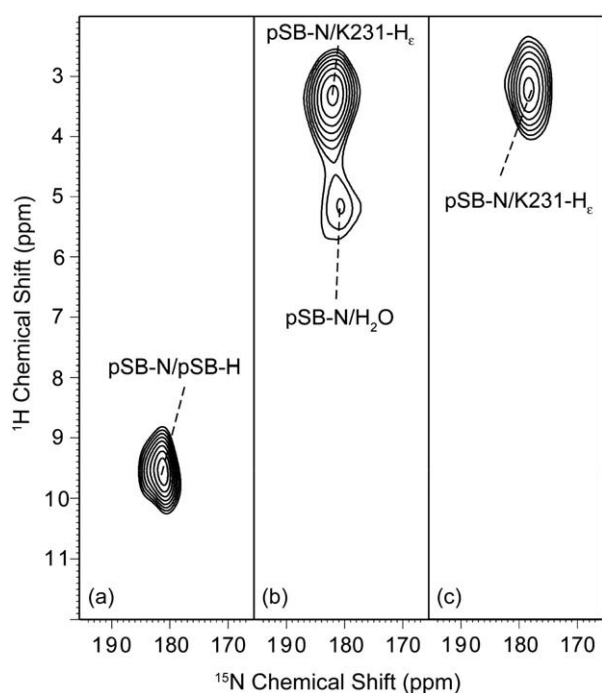 pSB-N/K231-Hε
3
4
5
6
7
8
9
10
11
¹H Chemical Shift (ppm)
pSB-N/K231-Hε
pSB-N/H₂O
pSB-N/pSB-H
(a)
(b)
(c)
190 180 170
190 180 170
190 180 170
¹⁵N Chemical Shift (ppm)